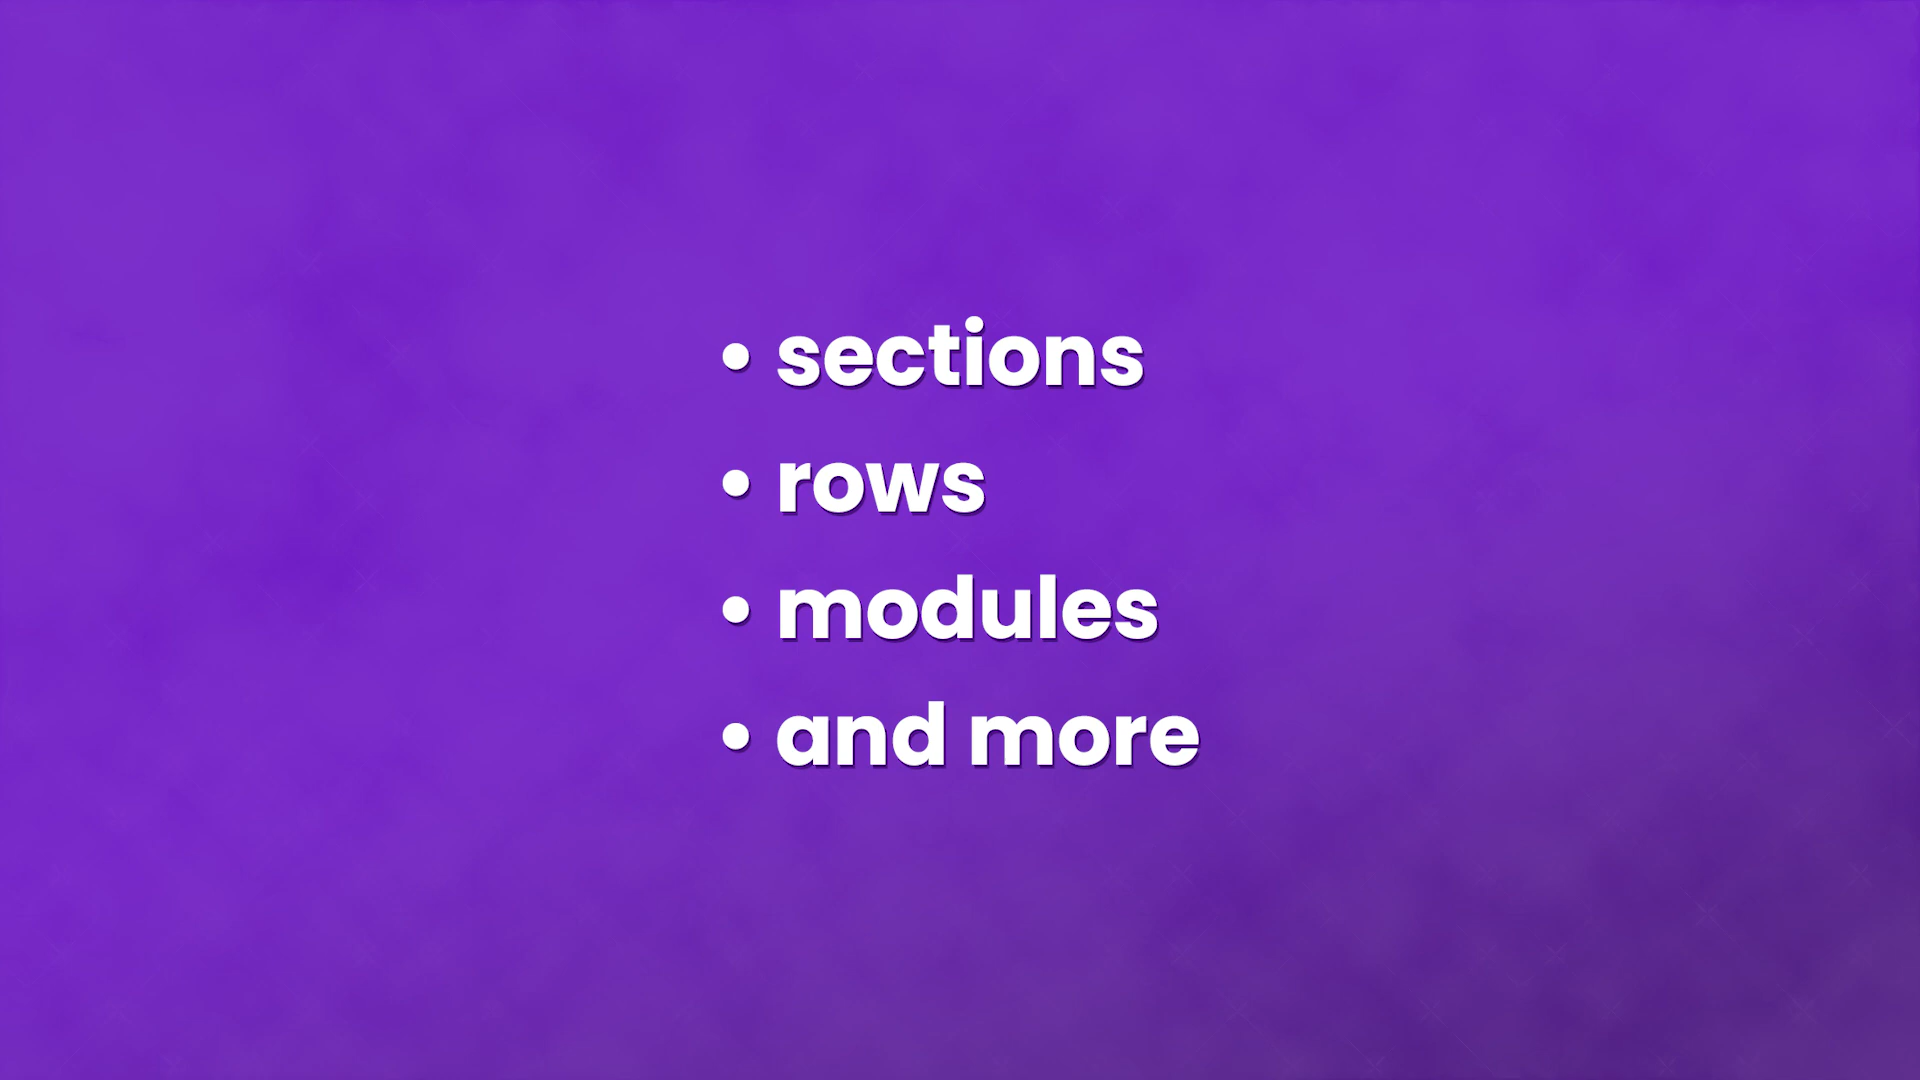 • sections
• rows
• modules
• and more